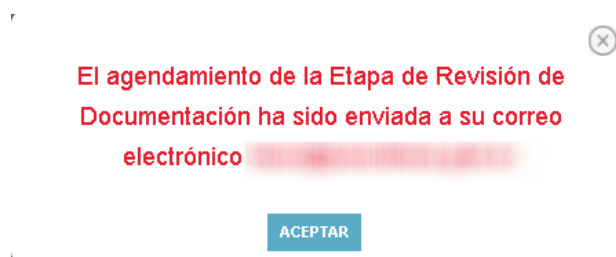 El agendamiento de la Etapa de Revisión de
Documentación ha sido enviada a su correo
electrónico
ACEPTAR